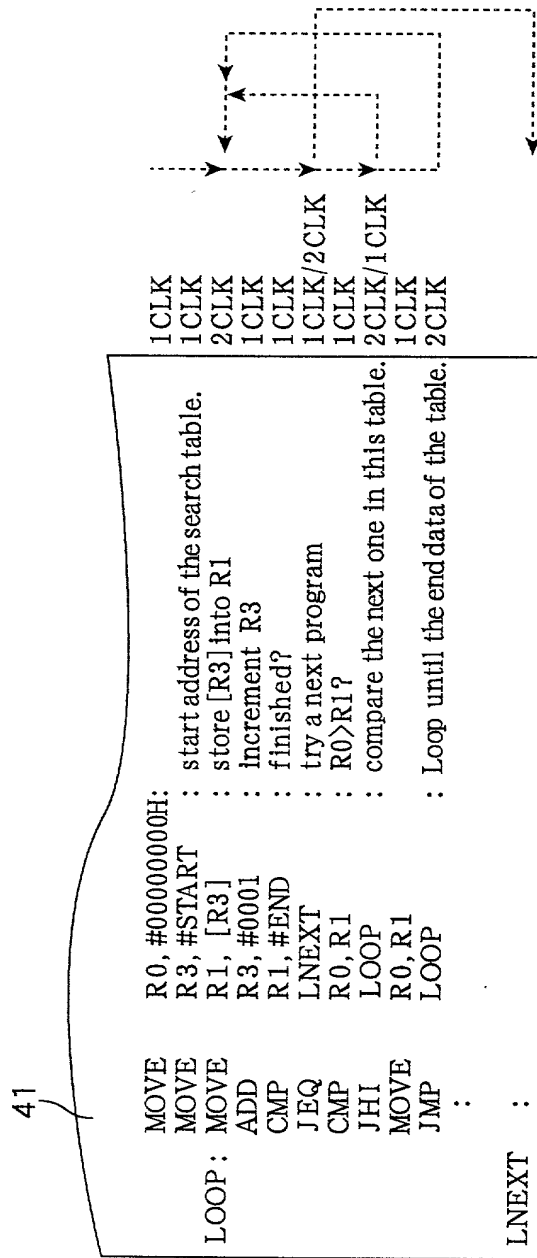 41
MOVE R0, #00000000H: 1CLK
MOVE R3, #START : start address of the search table. 1CLK
LOOP: MOVE R1, [R3] : store [R3] into R1 2CLK
ADD R3, #0001 : increment R3 1CLK
CMP R1, #END : finished? 1CLK
JEQ LNEXT : try a next program 1CLK/2CLK
CMP R0, R1 : R0>R1? 1CLK
JHI LOOP : compare the next one in this table. 2CLK/1CLK
MOVE R0, R1 1CLK
JMP LOOP : Loop until the end data of the table. 2CLK
:
LNEXT :